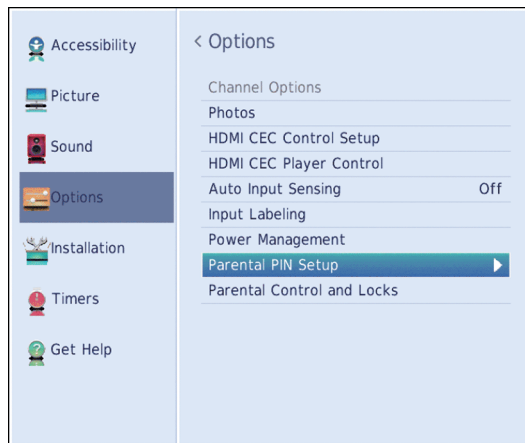 Accessibility
Picture
Sound
Options
Installation
Timers
Get Help
< Options
Channel Options
Photos
HDMI CEC Control Setup
HDMI CEC Player Control
Auto Input Sensing Off
Input Labeling
Power Management
Parental PIN Setup
Parental Control and Locks